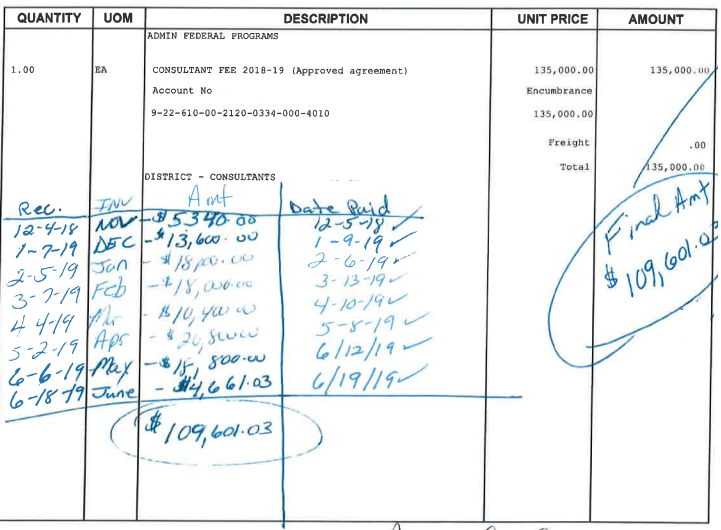 QUANTITY UOM DESCRIPTION UNIT PRICE AMOUNT
ADMIN FEDERAL PROGRAMS
1.00 EA CONSULTANT FEE 2018-19 (Approved agreement) 135,000.00 135,000.00
Account No Encumbrance
9-22-610-00-2120-0334-000-4010 135,000.00
Freight .00
Total 135,000.00
DISTRICT - CONSULTANTS
Rec. INV Amt Date Paid
12-4-18 NOV - $5340.00 12-5-18 ✓
1-7-19 DEC - $13,600.00 1-9-19 ✓
2-5-19 Jan - $18,000.00 2-6-19 ✓
3-7-19 Feb - $18,000.00 3-13-19 ✓
4-4-19 Mar - $10,400.00 4-10-19 ✓
5-2-19 Apr - $20,800.00 5-8-19 ✓
6-6-19 May - $18,800.00 6/12/19 ✓
6-18-19 June - $4,661.03 6/19/19 ✓
$109,601.03
Final Amt
$109,601.0